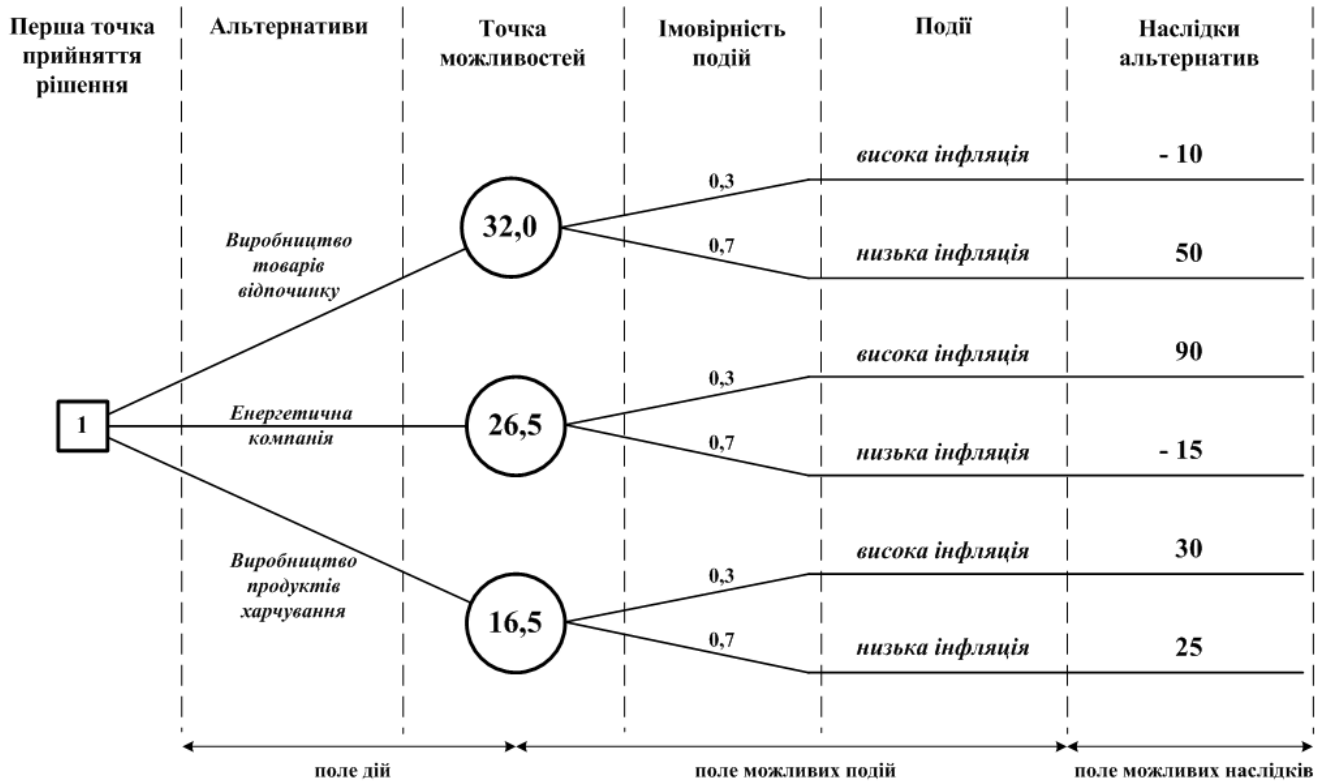 Перша точка
прийняття
рішення
Альтернативи
Точка
можливостей
Імовірність
подій
Події
Наслідки
альтернатив
висока інфляція
- 10
0,3
32,0
0,7
низька інфляція
50
Виробництво
товарів
відпочинку
висока інфляція
90
0,3
1
Енергетична
компанія
26,5
0,7
низька інфляція
- 15
висока інфляція
30
Виробництво
продуктів
харчування
0,3
16,5
0,7
низька інфляція
25
поле дій
поле можливих подій
поле можливих наслідків